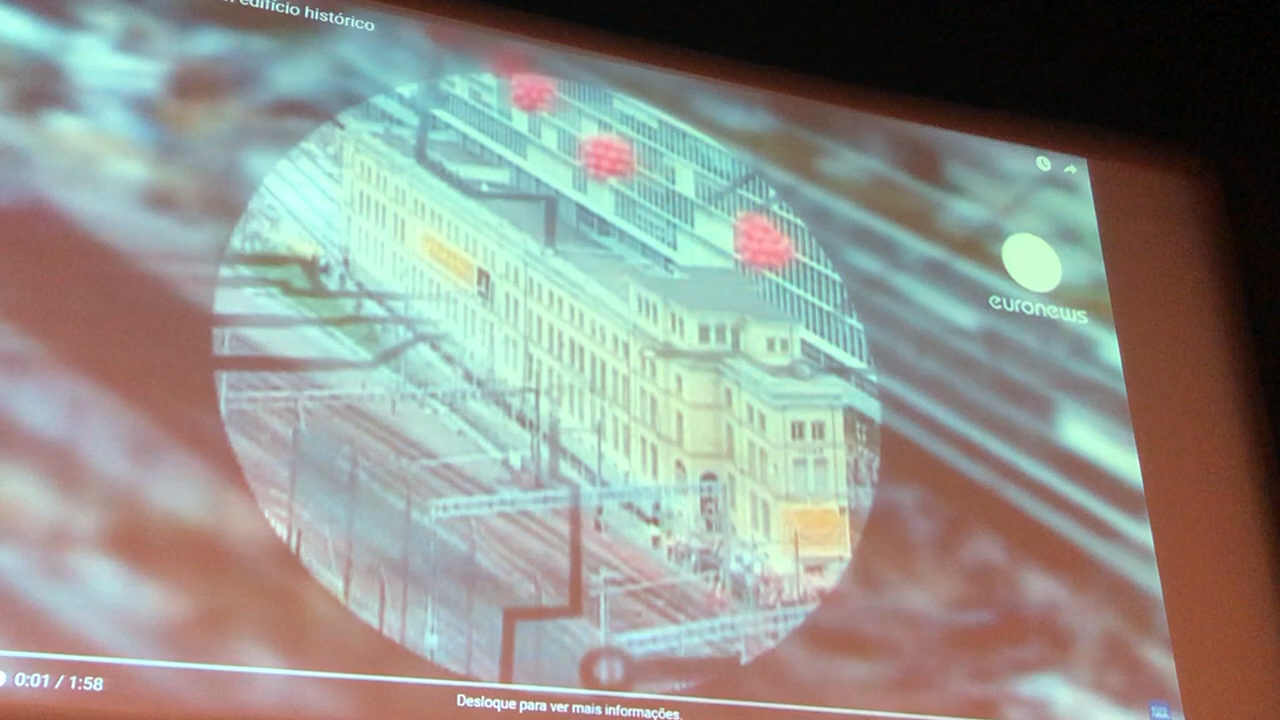 edifício histórico
euronews
0:01 / 1:58
Desloque para ver mais informações.